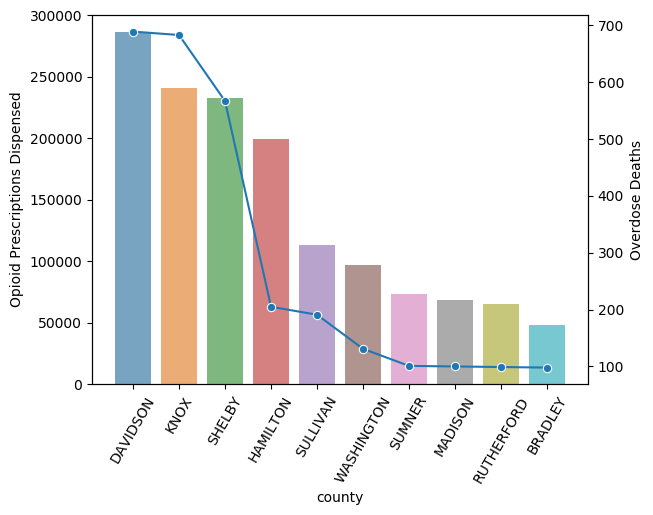 300000
250000
200000
150000
100000
50000
0
Opioid Prescriptions Dispensed
700
600
500
400
300
200
100
Overdose Deaths
DAVIDSON
KNOX
SHELBY
HAMILTON
SULLIVAN
WASHINGTON
SUMNER
MADISON
RUTHERFORD
BRADLEY
county